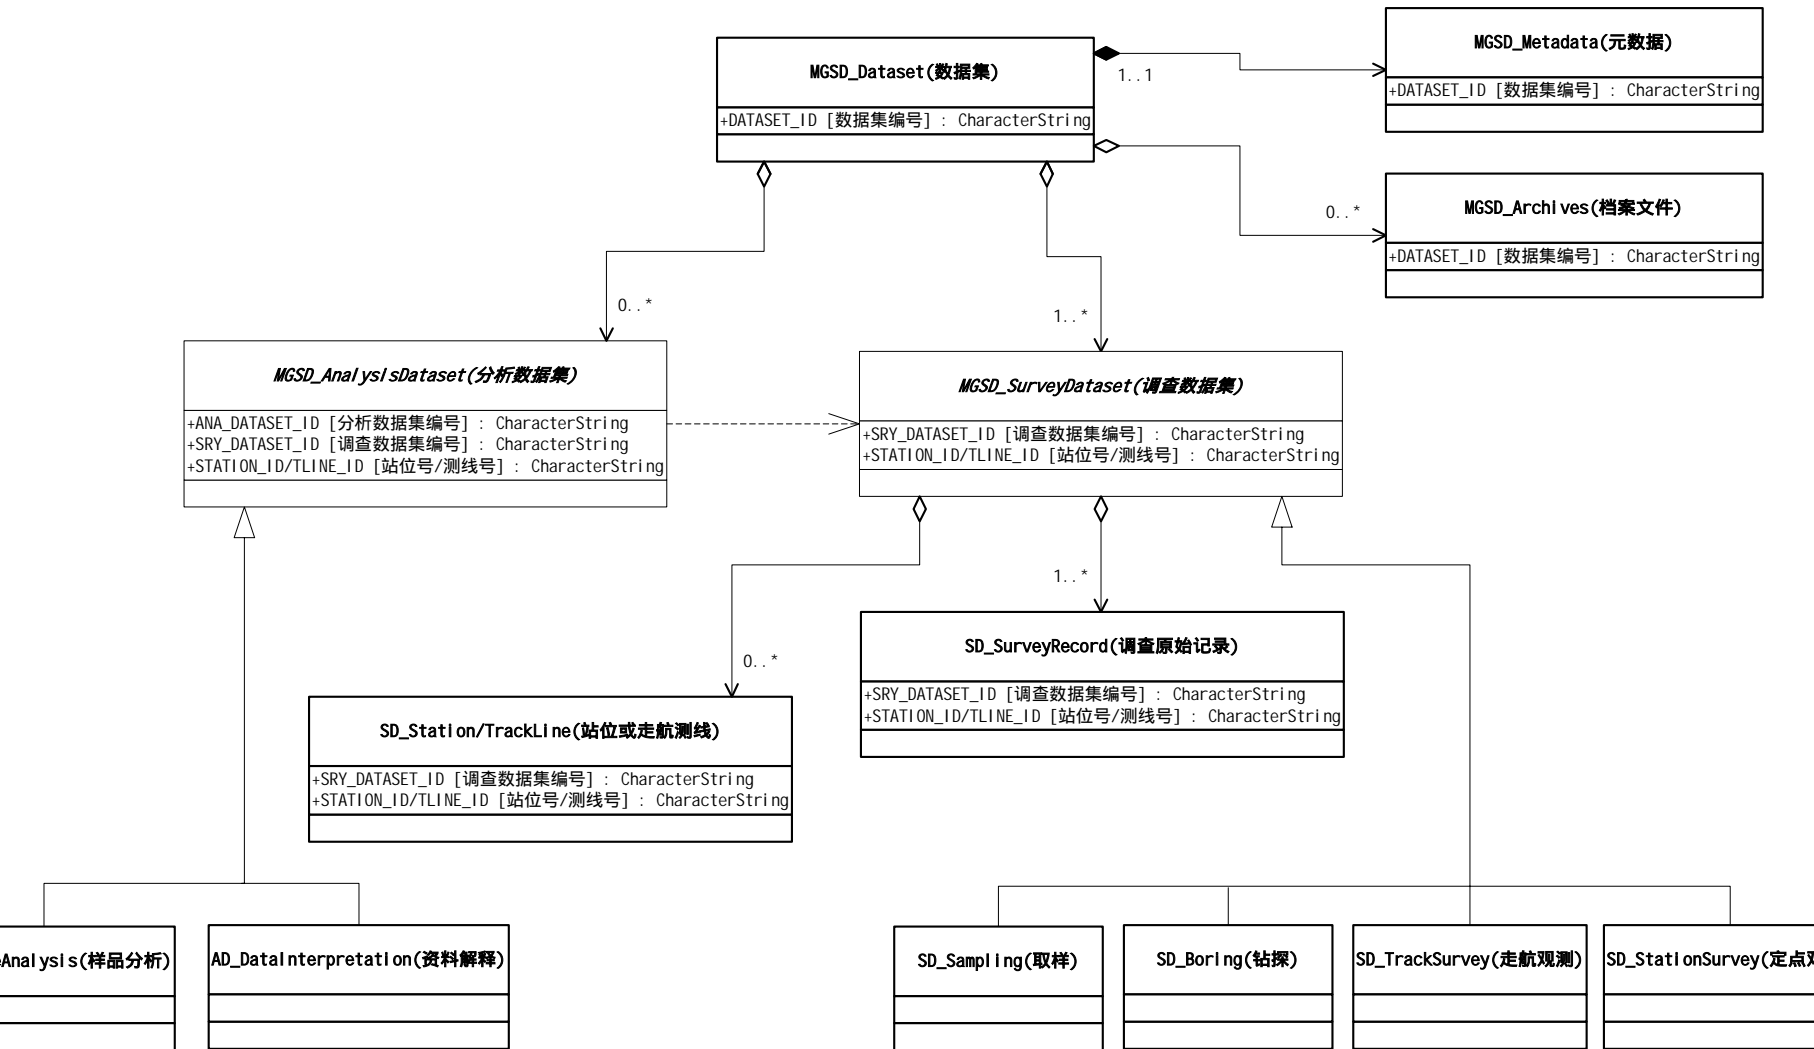 MGSD_Metadata(元数据)
+DATASET_ID [数据集编号] : CharacterString
MGSD_Dataset(数据集)
+DATASET_ID [数据集编号] : CharacterString
1..1
MGSD_Archives(档案文件)
+DATASET_ID [数据集编号] : CharacterString
0..*
0..*
1..*
MGSD_AnalysisDataset(分析数据集)
+ANA_DATASET_ID [分析数据集编号] : CharacterString
+SRY_DATASET_ID [调查数据集编号] : CharacterString
+STATION_ID/TLINE_ID [站位号/测线号] : CharacterString
MGSD_SurveyDataset(调查数据集)
+SRY_DATASET_ID [调查数据集编号] : CharacterString
+STATION_ID/TLINE_ID [站位号/测线号] : CharacterString
1..*
SD_SurveyRecord(调查原始记录)
+SRY_DATASET_ID [调查数据集编号] : CharacterString
+STATION_ID/TLINE_ID [站位号/测线号] : CharacterString
0..*
SD_Station/TrackLine(站位或走航测线)
+SRY_DATASET_ID [调查数据集编号] : CharacterString
+STATION_ID/TLINE_ID [站位号/测线号] : CharacterString
Analysis(样品分析)
AD_DataInterpretation(资料解释)
SD_Sampling(取样)
SD_Boring(钻探)
SD_TrackSurvey(走航观测)
SD_StationSurvey(定点